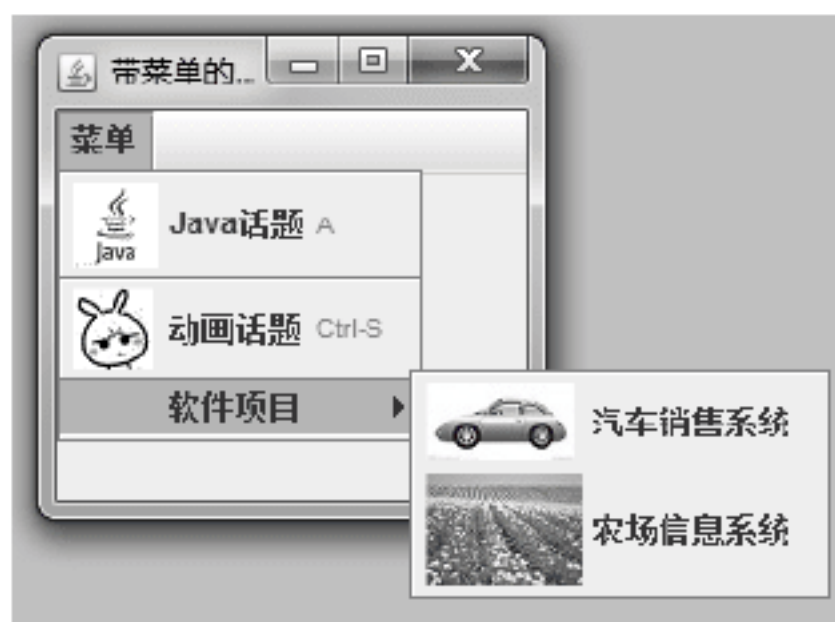 带菜单的...
菜单
Java
Java话题 A
动画话题 Ctrl-S
软件项目
汽车销售系统
农场信息系统